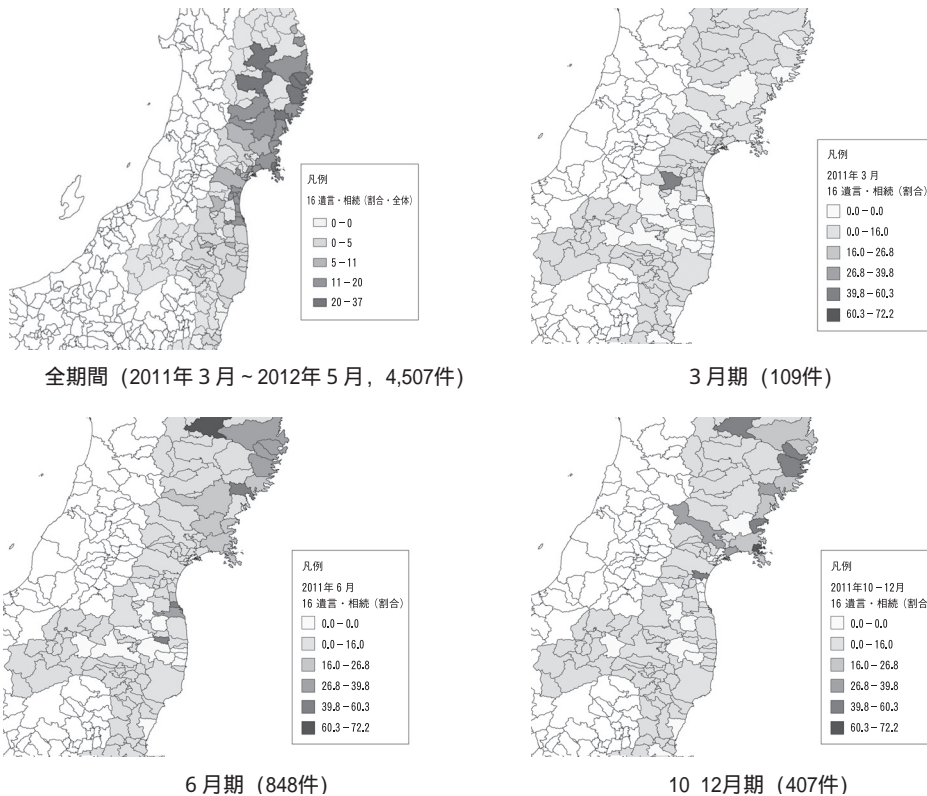 凡例
16 遺言・相続（割合・全体）
0－0
0－5
5－11
11－20
20－37
全期間（2011年３月~2012年５月，4,507件）
凡例
2011年３月
16 遺言・相続（割合）
0.0－0.0
0.0－16.0
16.0－26.8
26.8－39.8
39.8－60.3
60.3－72.2
３月期（109件）
凡例
2011年６月
16 遺言・相続（割合）
0.0－0.0
0.0－16.0
16.0－26.8
26.8－39.8
39.8－60.3
60.3－72.2
６月期（848件）
凡例
2011年10－12月
16 遺言・相続（割合
0.0－0.0
0.0－16.0
16.0－26.8
26.8－39.8
39.8－60.3
60.3－72.2
10 12月期（407件）